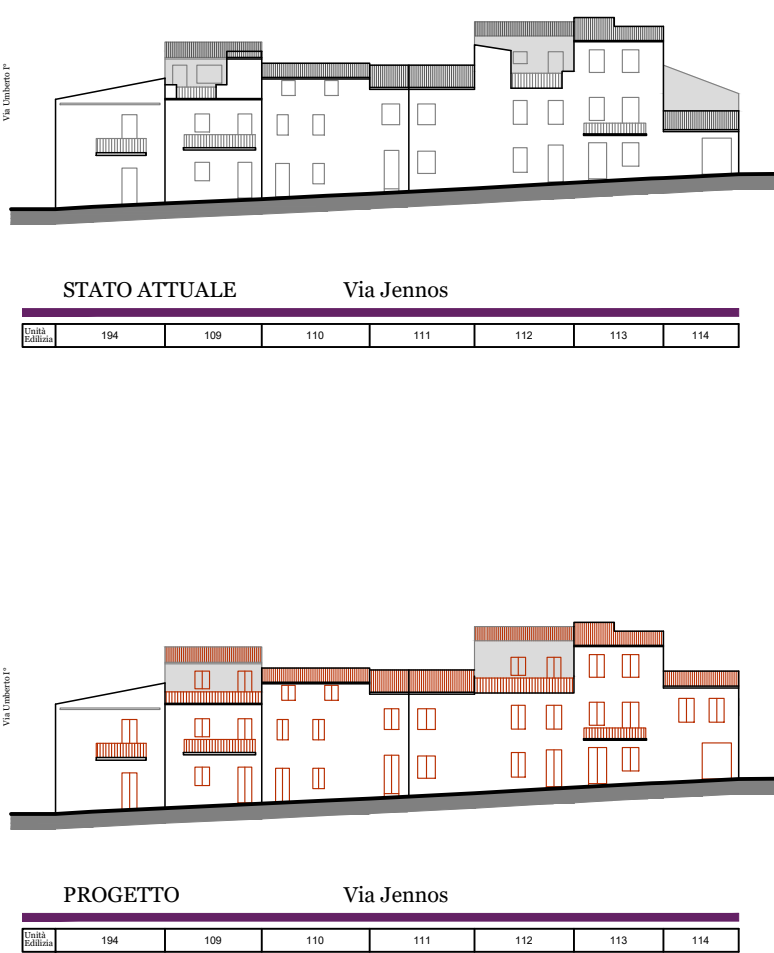 Via Umberto I°
STATO ATTUALE Via Jennos
Unità
Edilizia 194 109 110 111 112 113 114
Via Umberto I°
PROGETTO Via Jennos
Unità
Edilizia 194 109 110 111 112 113 114